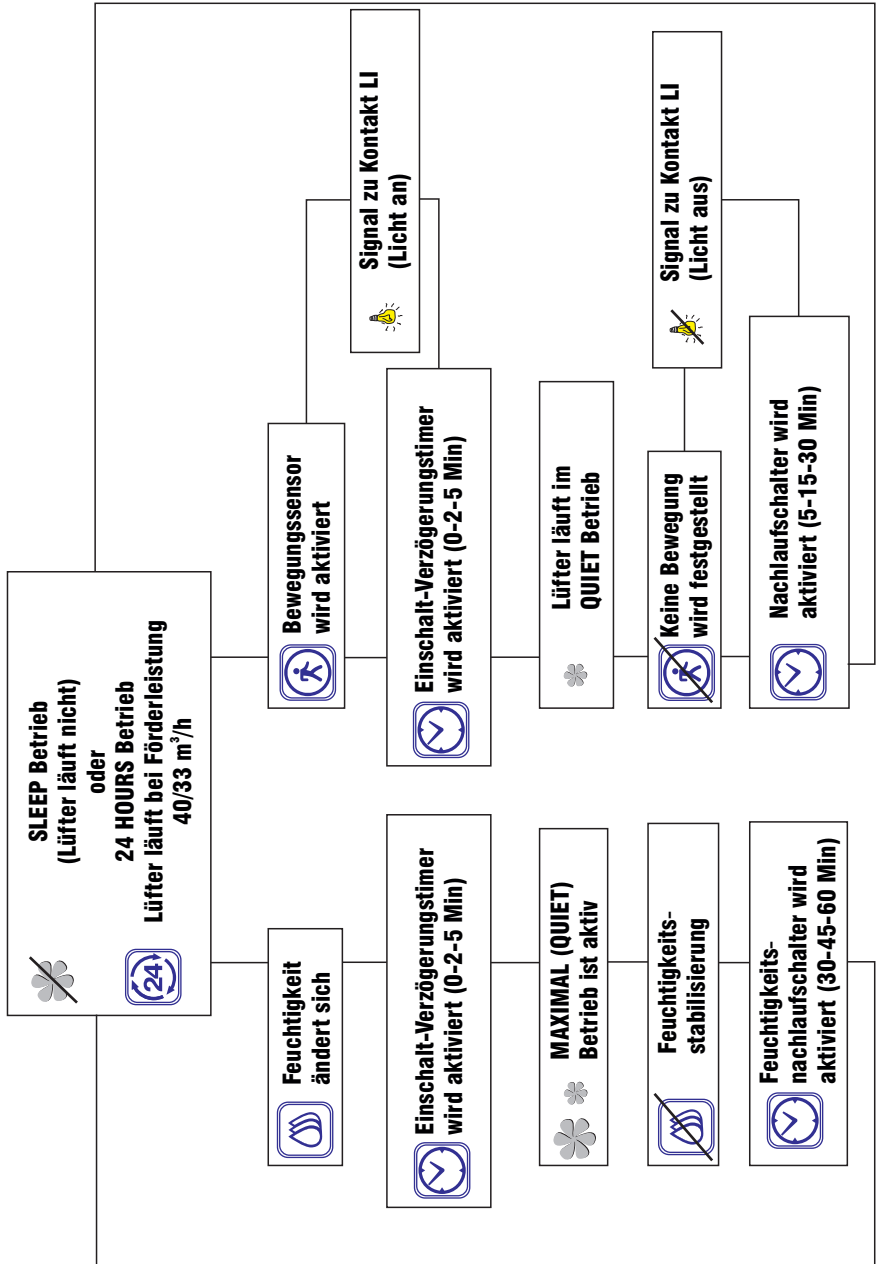 SLEEP Betrieb
(Lüfter läuft nicht)
oder
24 HOURS Betrieb
Lüfter läuft bei Förderleistung
40/33 m³/h
24
Feuchtigkeit
ändert sich
Einschalt-Verzögerungstimer
wird aktiviert (0-2-5 Min)
MAXIMAL (QUIET)
Betrieb ist aktiv
Feuchtigkeits-
stabilisierung
Feuchtigkeits-
nachlaufschalter wird
aktiviert (30-45-60 Min)
Bewegungssensor
wird aktiviert
Signal zu Kontakt LI
(Licht an)
Einschalt-Verzögerungstimer
wird aktiviert (0-2-5 Min)
Lüfter läuft im
QUIET Betrieb
Keine Bewegung
wird festgestellt
Signal zu Kontakt LI
(Licht aus)
Nachlaufschalter wird
aktiviert (5-15-30 Min)